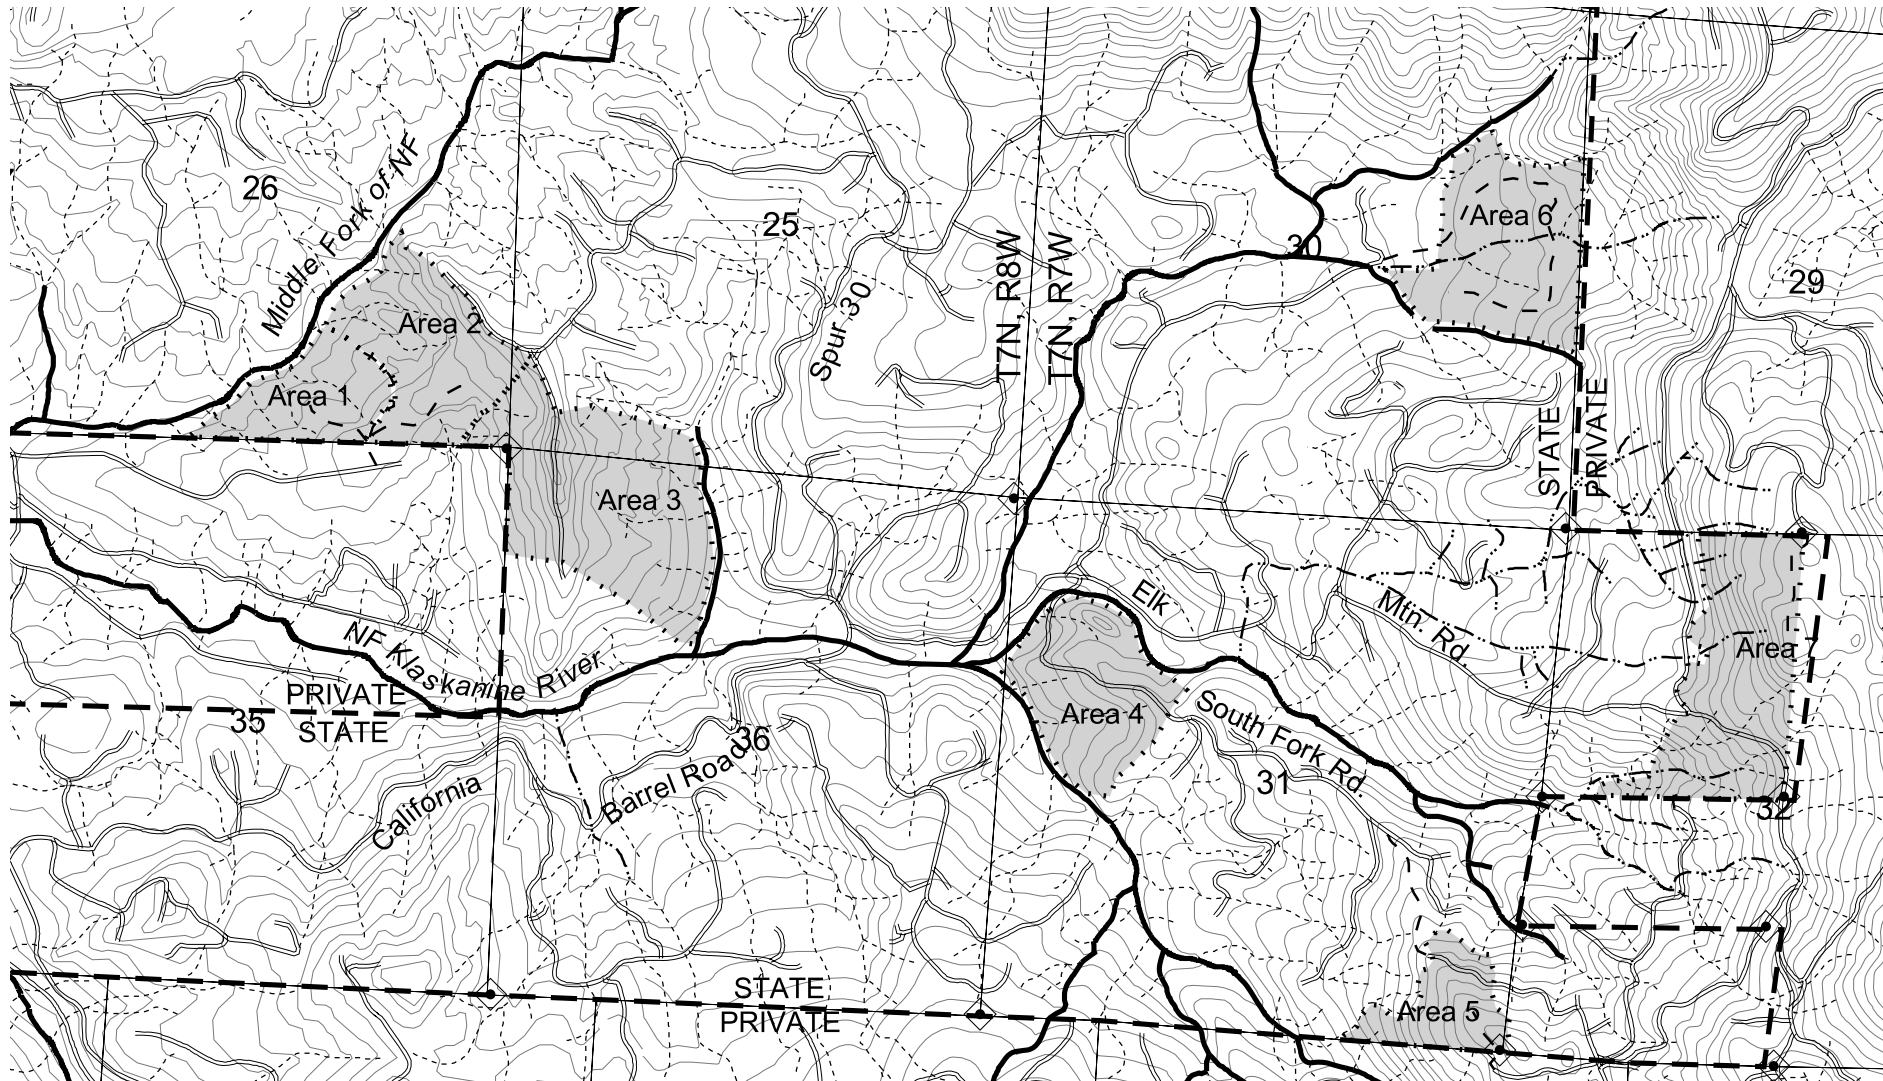 26
Middle Fork of NF
25
T7N, R8W
T7N, R7W
30
Area 6
29
Spur 30
Area 2
Area 1
STATE
PRIVATE
Area 3
Elk
Mtn. Rd.
NF Klaskanine River
Area 7
PRIVATE
STATE
35
36
Area 4
South Fork Rd.
31
32
California
Barrel Road
STATE
PRIVATE
Area 5